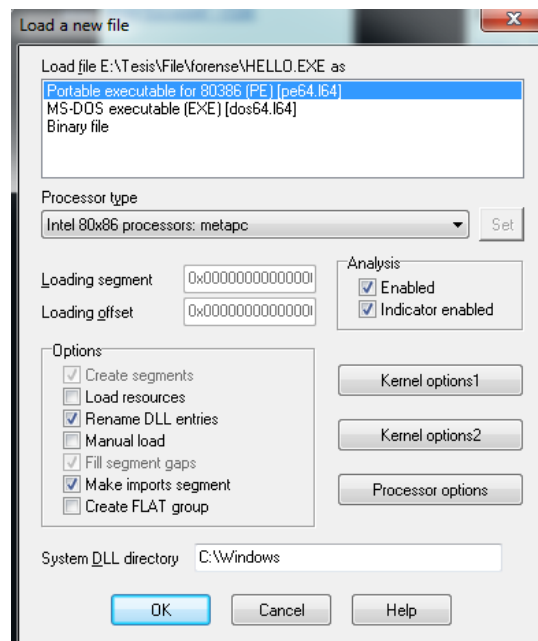 Load a new file
Load file E:\Tesis\File\forense\HELLO.EXE as
Portable executable for 80386 (PE) [pe64.l64]
MS-DOS executable (EXE) [dos64.l64]
Binary file
Processor type
Intel 80x86 processors: metapc
Set
Loading segment 0x0000000000000
Loading offset 0x0000000000000
Analysis
Enabled
Indicator enabled
Options
Create segments
Load resources
Rename DLL entries
Manual load
Fill segment gaps
Make imports segment
Create FLAT group
Kernel options1
Kernel options2
Processor options
System DLL directory C:\Windows
OK Cancel Help